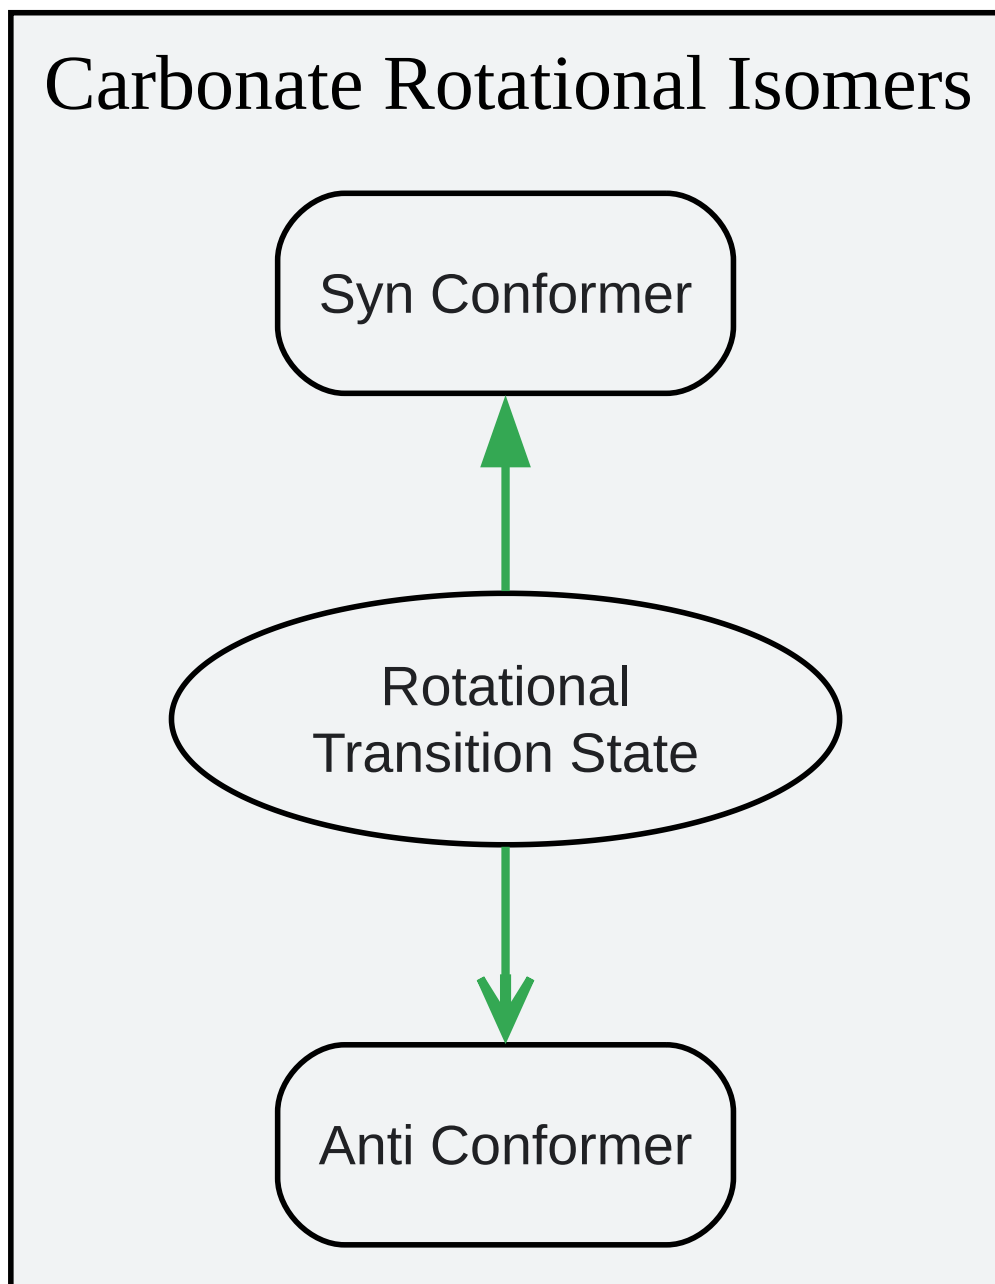 Carbonate Rotational Isomers
Syn Conformer
Rotational
Transition State
Anti Conformer